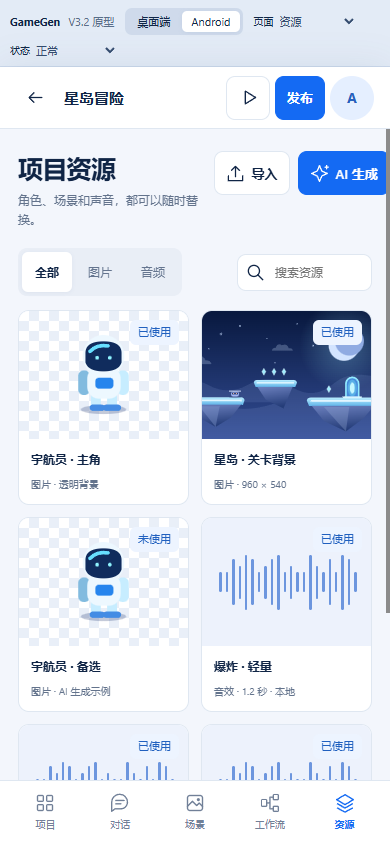 GameGen V3.2 原型 桌面端 Android 页面 资源
状态 正常
星岛冒险 发布 A
项目资源 导入 AI 生成
角色、场景和声音，都可以随时替
换。
全部 图片 音频 搜索资源
已使用 已使用
宇航员 · 主角 星岛 · 关卡背景
图片 · 透明背景 图片 · 960 × 540
未使用 已使用
宇航员 · 备选 爆炸 · 轻量
图片 · AI 生成示例 音效 · 1.2 秒 · 本地
已使用 已使用
项目 对话 场景 工作流 资源